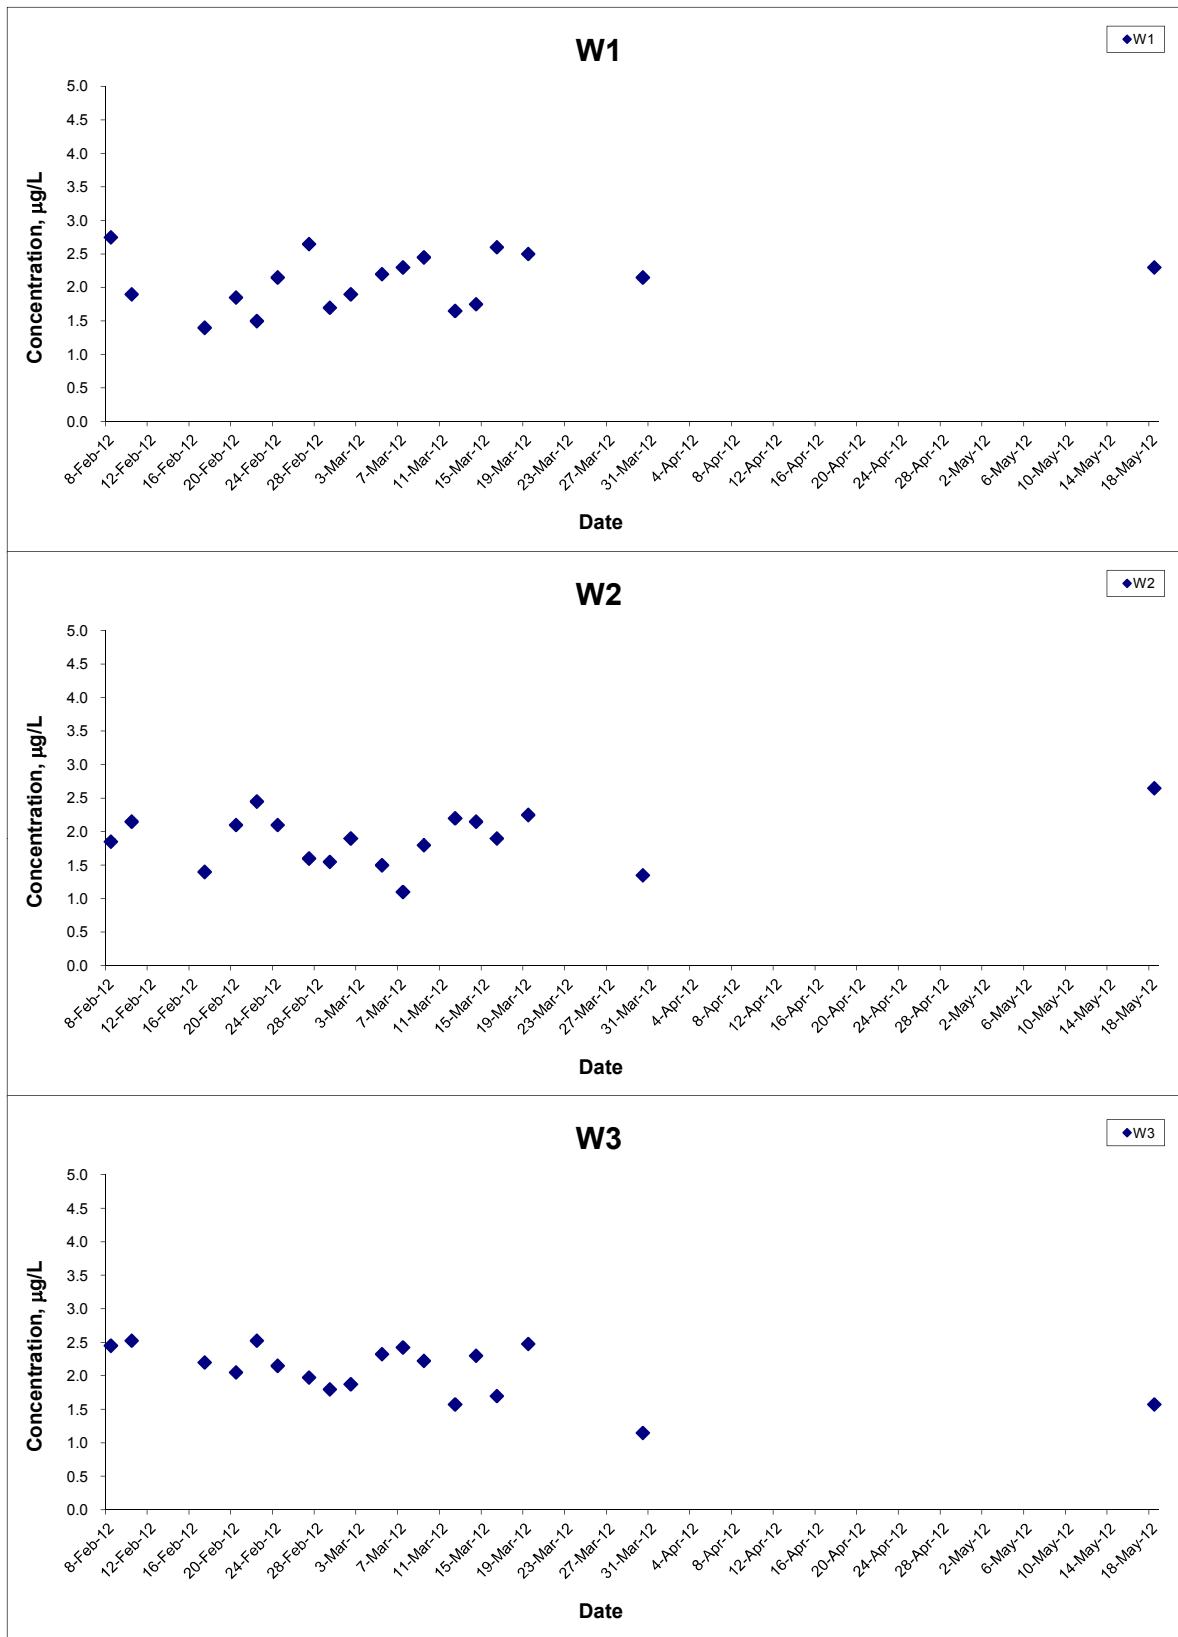 W1
W1
5.0
4.5
4.0
3.5
3.0
2.5
2.0
1.5
1.0
0.5
0.0
Concentration, µg/L
8-Feb-12 12-Feb-12 16-Feb-12 20-Feb-12 24-Feb-12 28-Feb-12 3-Mar-12 7-Mar-12 11-Mar-12 15-Mar-12 19-Mar-12 23-Mar-12 27-Mar-12 31-Mar-12 4-Apr-12 8-Apr-12 12-Apr-12 16-Apr-12 20-Apr-12 24-Apr-12 28-Apr-12 2-May-12 6-May-12 10-May-12 14-May-12 18-May-12
Date
W2
W2
5.0
4.5
4.0
3.5
3.0
2.5
2.0
1.5
1.0
0.5
0.0
Concentration, µg/L
8-Feb-12 12-Feb-12 16-Feb-12 20-Feb-12 24-Feb-12 28-Feb-12 3-Mar-12 7-Mar-12 11-Mar-12 15-Mar-12 19-Mar-12 23-Mar-12 27-Mar-12 31-Mar-12 4-Apr-12 8-Apr-12 12-Apr-12 16-Apr-12 20-Apr-12 24-Apr-12 28-Apr-12 2-May-12 6-May-12 10-May-12 14-May-12 18-May-12
Date
W3
W3
5.0
4.5
4.0
3.5
3.0
2.5
2.0
1.5
1.0
0.5
0.0
Concentration, µg/L
8-Feb-12 12-Feb-12 16-Feb-12 20-Feb-12 24-Feb-12 28-Feb-12 3-Mar-12 7-Mar-12 11-Mar-12 15-Mar-12 19-Mar-12 23-Mar-12 27-Mar-12 31-Mar-12 4-Apr-12 8-Apr-12 12-Apr-12 16-Apr-12 20-Apr-12 24-Apr-12 28-Apr-12 2-May-12 6-May-12 10-May-12 14-May-12 18-May-12
Date